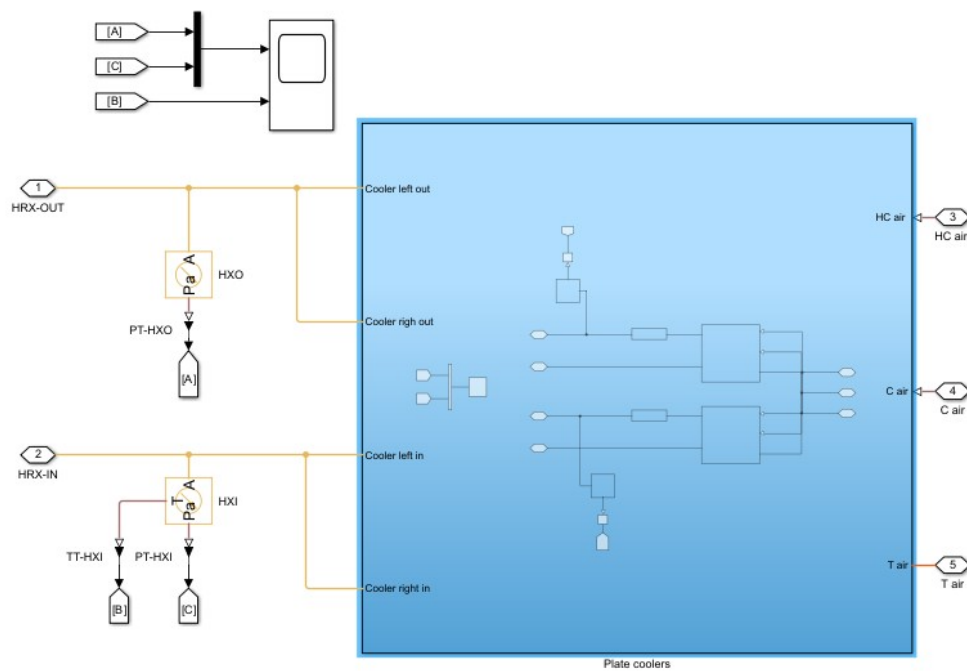 [A]
[C]
[B]
1
HRX-OUT
Cooler left out
HC air
3
HC air
A
Pa
HXO
PT-HXO
Cooler righ out
[A]
C air
4
C air
2
HRX-IN
Cooler left in
A
T
Pa
HXI
TT-HXI
PT-HXI
T air
5
T air
Cooler right in
[B]
[C]
Plate coolers